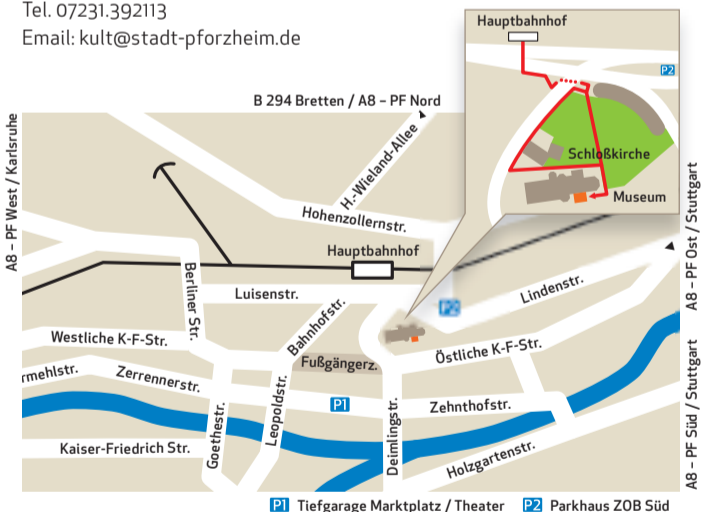 Tel. 07231.392113
Email: kult@stadt-pforzheim.de
Hauptbahnhof
P2
Schloßkirche
Museum
B 294 Bretten / A8 – PF Nord
A8 – PF West / Karlsruhe
H.-Wieland-Allee
Hohenzollernstr.
Hauptbahnhof
A8 – PF Ost / Stuttgart
Berliner Str.
Luisenstr.
Bahnhofstr.
P2
Lindenstr.
Westliche K-F-Str.
Fußgängerz.
Östliche K-F-Str.
rmehlstr.
Zerrennerstr.
Goethestr.
Leopoldstr.
P1
Deimlingstr.
Zehnthofstr.
A8 – PF Süd / Stuttgart
Kaiser-Friedrich Str.
Holzgartenstr.
P1 Tiefgarage Marktplatz / Theater P2 Parkhaus ZOB Süd